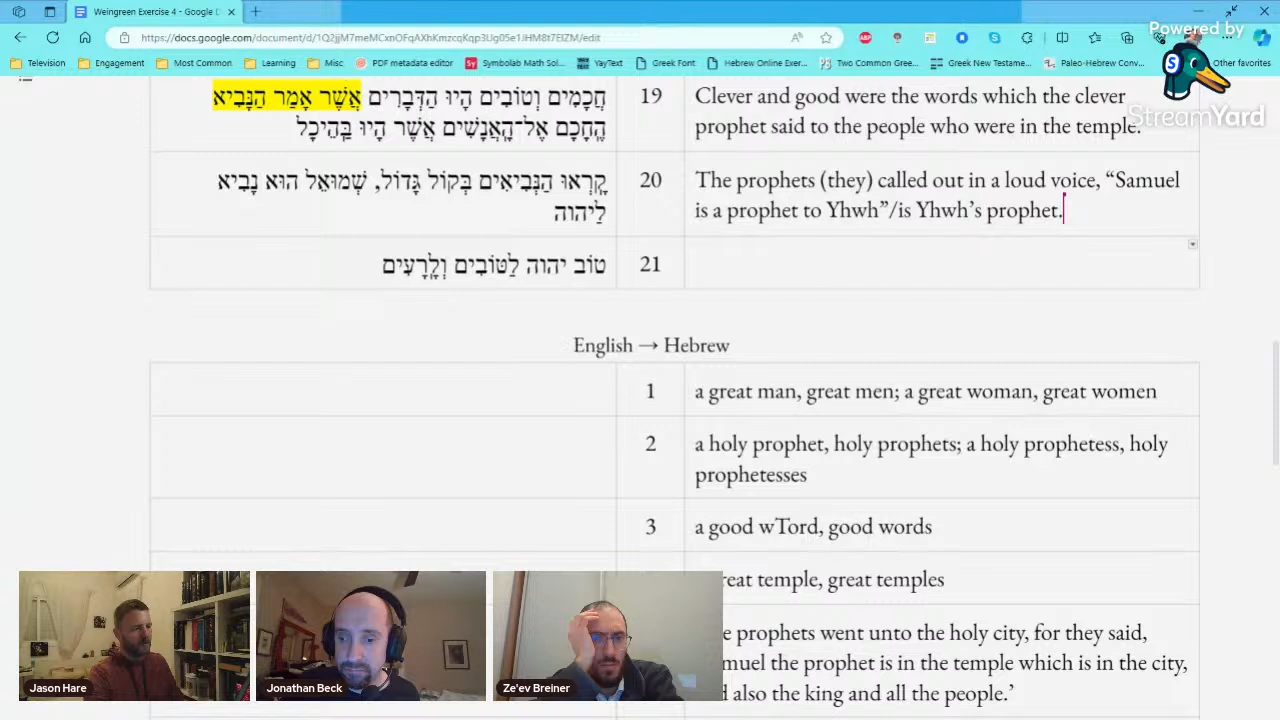 Weingreen Exercise 4 - Google D
https://docs.google.com/document/d/1Q2jjM7meMCxnOFqAXhKmzcqKqp3Ug05e1JHM8t7ElZM/edit
Television Engagement Most Common Learning Misc PDF metadata editor Symbolab Math Sol... YayText Greek Font Hebrew Online Exer... Two Common Gree... Greek New Testame... Paleo-Hebrew Conv... Other favorites
Powered by
StreamYard
חֲכָמִים וְטוֹבִים הָיוּ הַדְּבָרִים אֲשֶׁר אָמַר הַנָּבִיא
הֶֽחָכָם אֶל־הָֽאֲנָשִׁים אֲשֶׁר הָיוּ בַּֽהֵיכָל
19
Clever and good were the words which the clever
prophet said to the people who were in the temple.
קָֽרְאוּ הַנְּבִיאִים בְּקוֹל גָּדוֹל, שְׁמוּאֵל הוּא נָבִיא
לַיהוה
20
The prophets (they) called out in a loud voice, “Samuel
is a prophet to Yhwh”/is Yhwh’s prophet.
טוֹב יהוה לַטּוֹבִים וְלָֽרָעִים
21
English → Hebrew
1
a great man, great men; a great woman, great women
2
a holy prophet, holy prophets; a holy prophetess, holy
prophetesses
3
a good wTord, good words
temple, great temples
prophets went unto the holy city, for they said,
the prophet is in the temple which is in the city,
also the king and all the people.’
Jason Hare
Jonathan Beck
Ze'ev Breiner